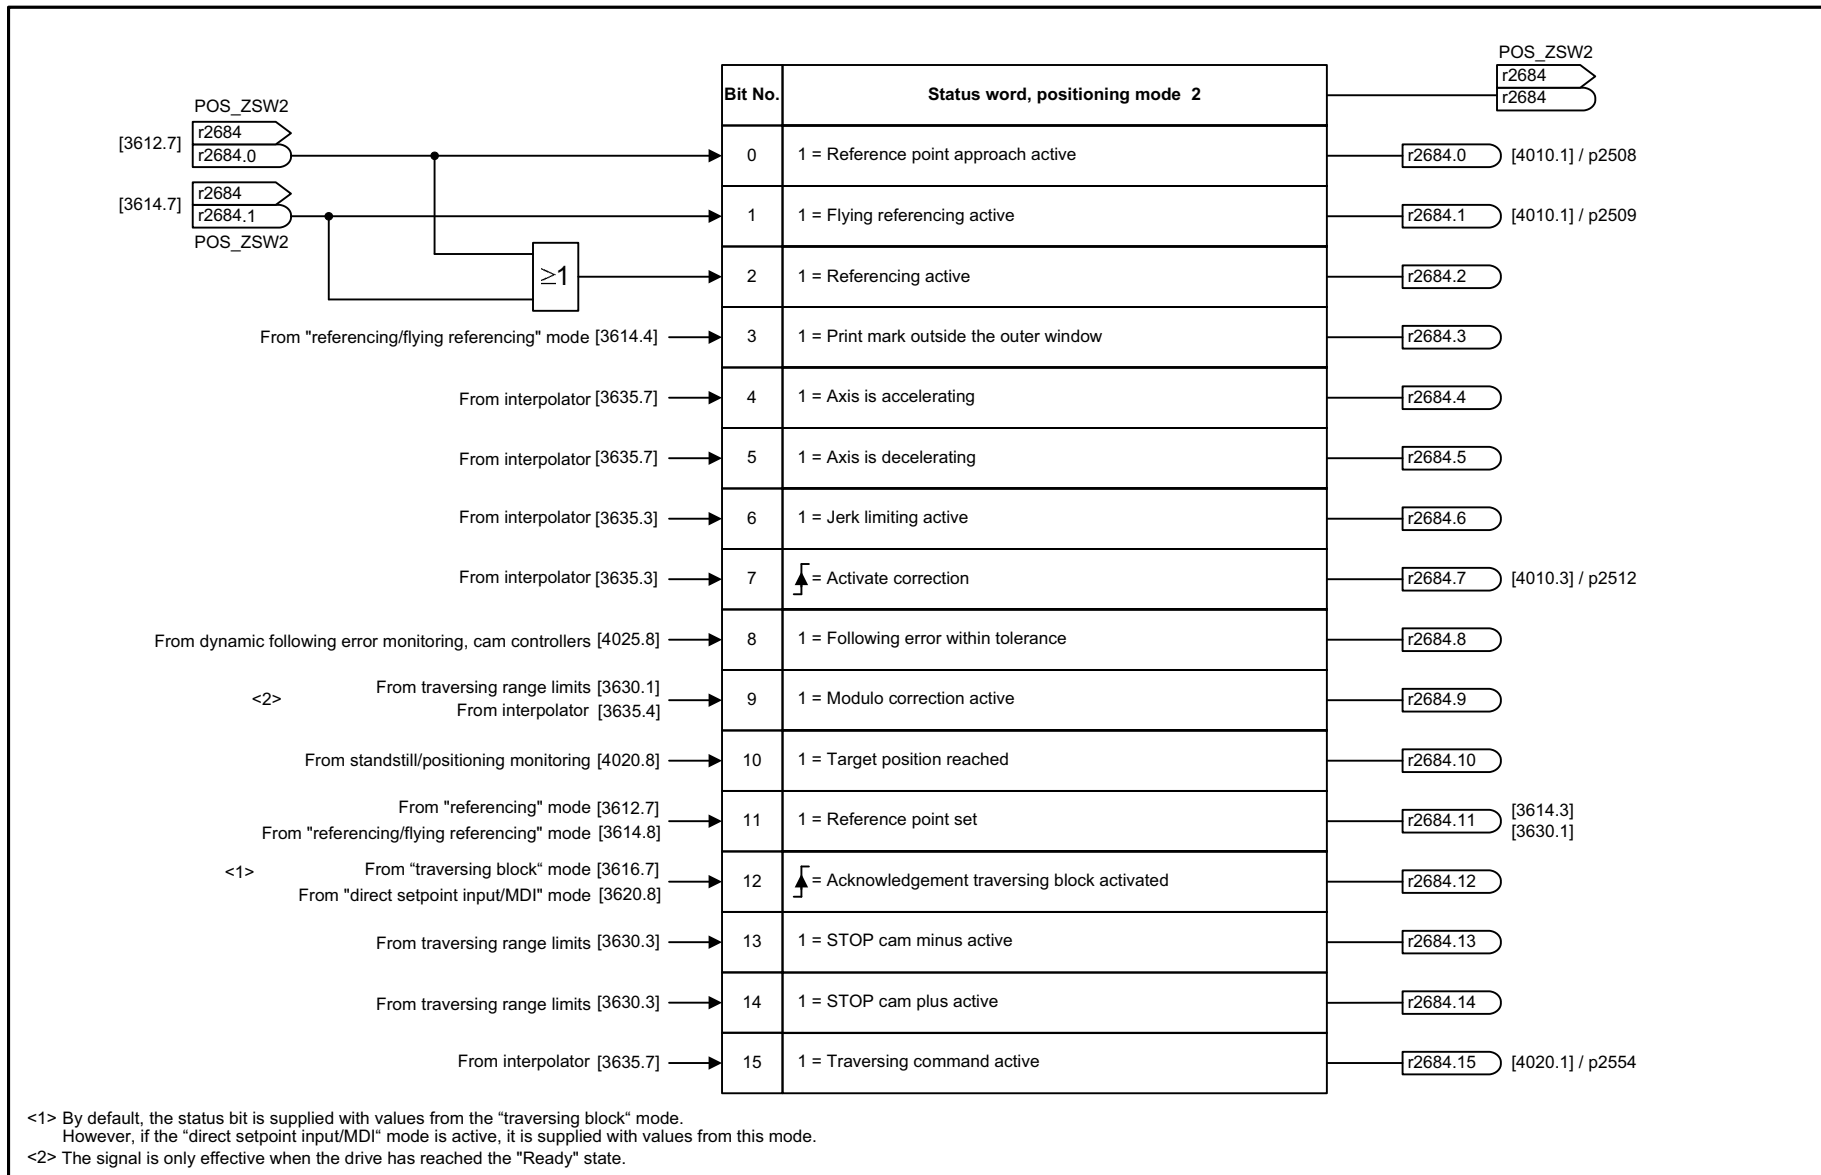 POS_ZSW2
r2684
r2684
Bit No. Status word, positioning mode 2
POS_ZSW2
[3612.7] r2684
r2684.0
0 1 = Reference point approach active r2684.0 [4010.1] / p2508
[3614.7] r2684
r2684.1
POS_ZSW2
1 1 = Flying referencing active r2684.1 [4010.1] / p2509
≥1 2 1 = Referencing active r2684.2
From "referencing/flying referencing" mode [3614.4] 3 1 = Print mark outside the outer window r2684.3
From interpolator [3635.7] 4 1 = Axis is accelerating r2684.4
From interpolator [3635.7] 5 1 = Axis is decelerating r2684.5
From interpolator [3635.3] 6 1 = Jerk limiting active r2684.6
From interpolator [3635.3] 7 = Activate correction r2684.7 [4010.3] / p2512
From dynamic following error monitoring, cam controllers [4025.8] 8 1 = Following error within tolerance r2684.8
<2> From traversing range limits [3630.1]
From interpolator [3635.4]
9 1 = Modulo correction active r2684.9
From standstill/positioning monitoring [4020.8] 10 1 = Target position reached r2684.10
From "referencing" mode [3612.7]
From "referencing/flying referencing" mode [3614.8]
11 1 = Reference point set r2684.11 [3614.3]
[3630.1]
<1> From “traversing block“ mode [3616.7]
From "direct setpoint input/MDI" mode [3620.8]
12 = Acknowledgement traversing block activated r2684.12
From traversing range limits [3630.3] 13 1 = STOP cam minus active r2684.13
From traversing range limits [3630.3] 14 1 = STOP cam plus active r2684.14
From interpolator [3635.7] 15 1 = Traversing command active r2684.15 [4020.1] / p2554
<1> By default, the status bit is supplied with values from the “traversing block“ mode.
However, if the “direct setpoint input/MDI“ mode is active, it is supplied with values from this mode.
<2> The signal is only effective when the drive has reached the "Ready" state.